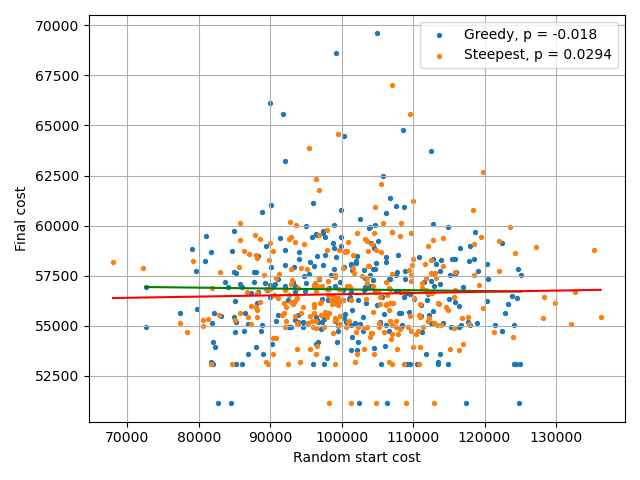 70000
67500
65000
62500
60000
57500
55000
52500
Final cost
Greedy, p = -0.018
Steepest, p = 0.0294
70000 80000 90000 100000 110000 120000 130000
Random start cost